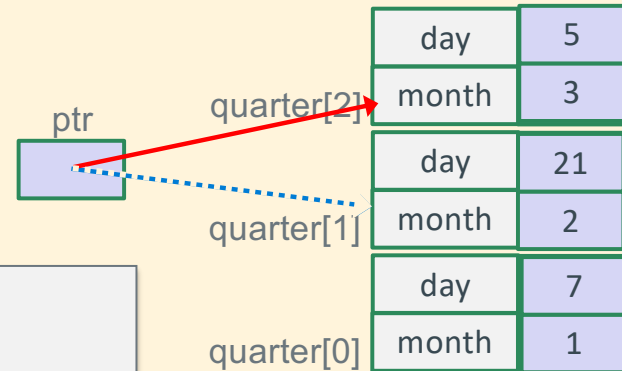 day 5
ptr quarter[2] month 3
day 21
quarter[1] month 2
day 7
quarter[0] month 1